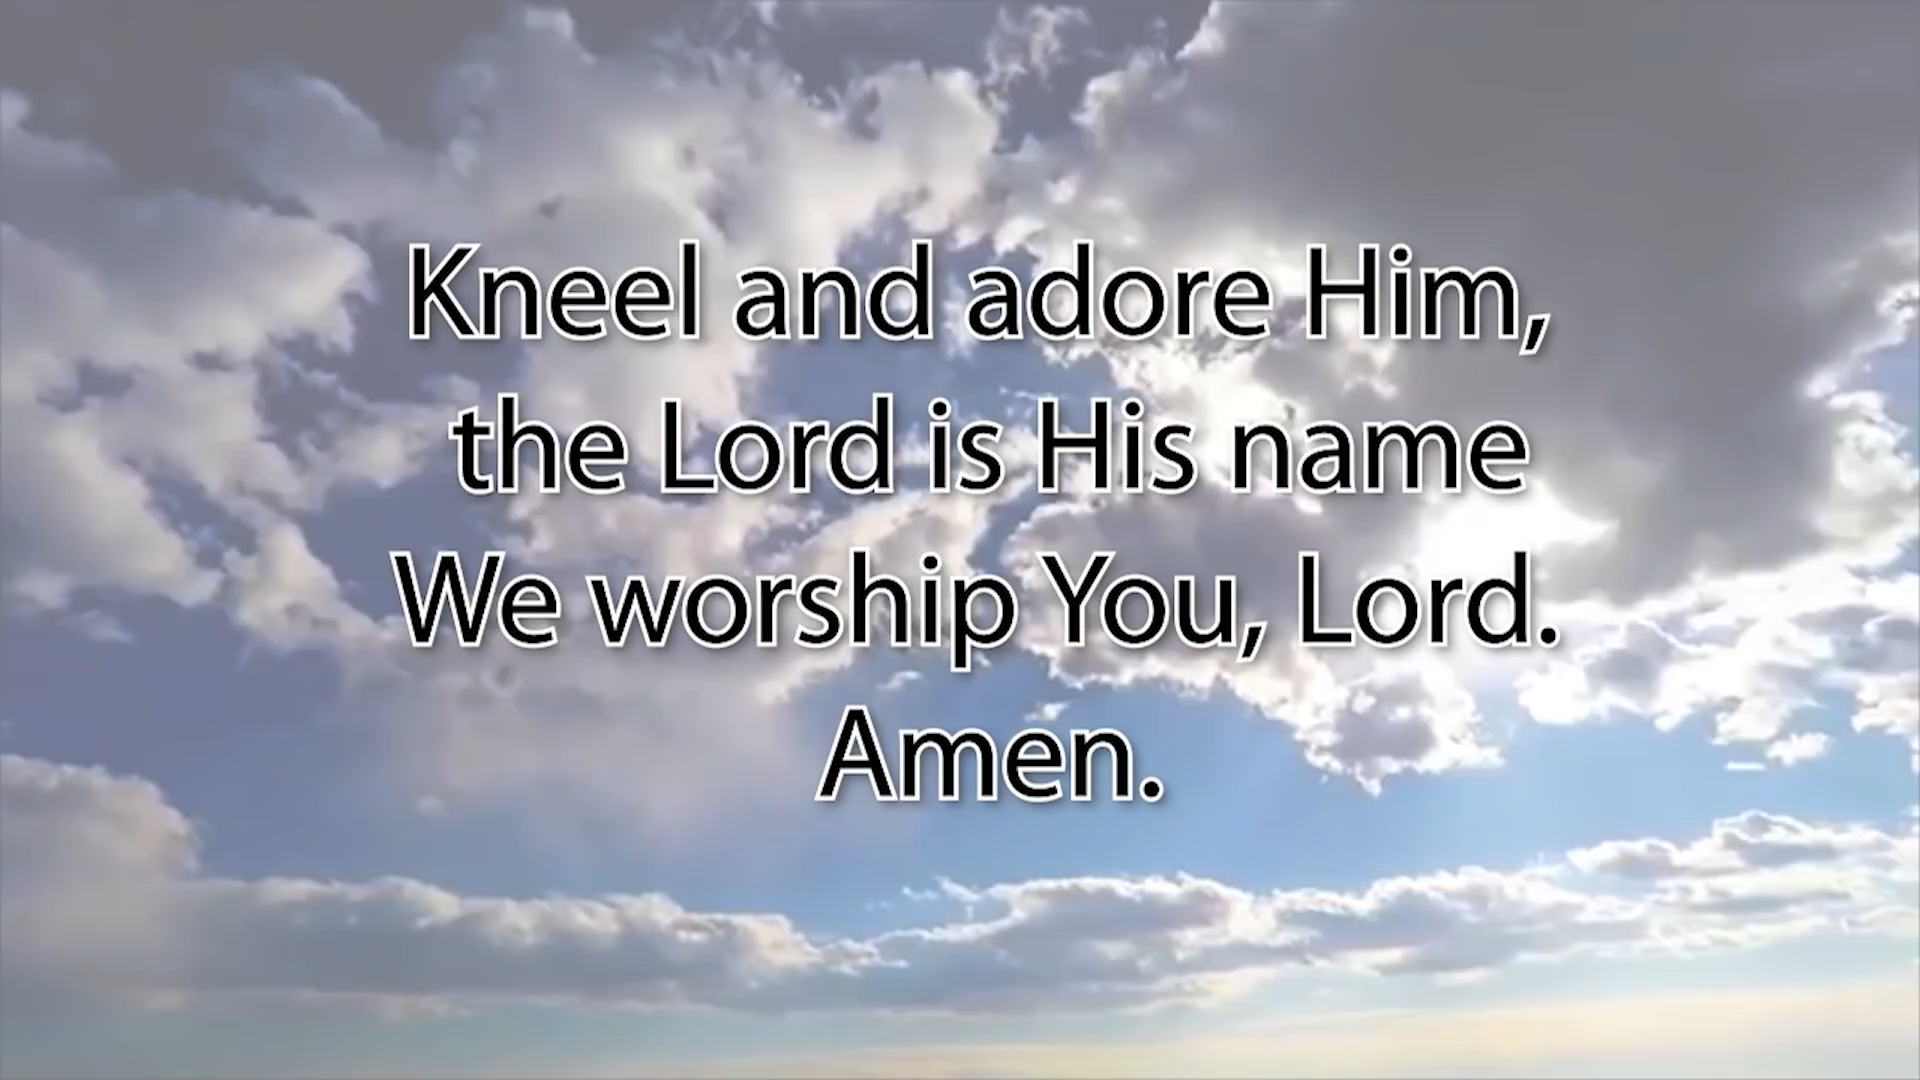 Kneel and adore Him,
the Lord is His name
We worship You, Lord.
Amen.